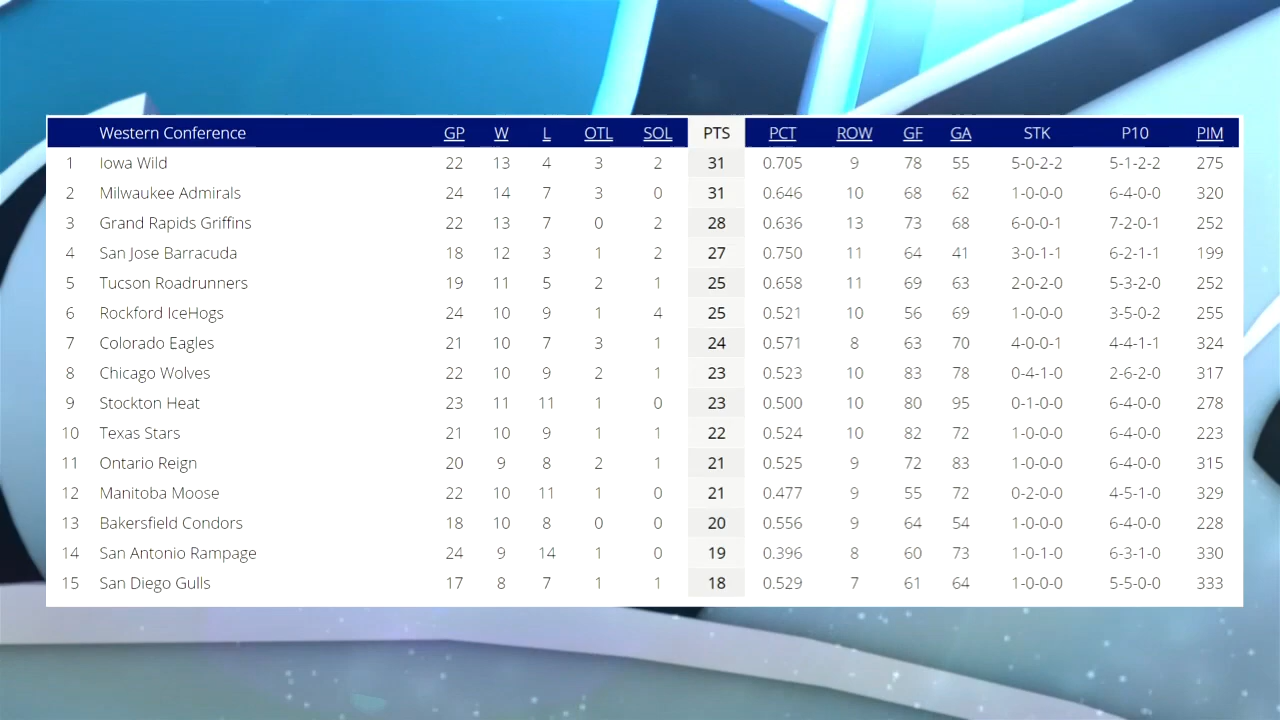 Western Conference GP W L OTL SOL PTS PCT ROW GF GA STK P10 PIM
1 Iowa Wild 22 13 4 3 2 31 0.705 9 78 55 5-0-2-2 5-1-2-2 275
2 Milwaukee Admirals 24 14 7 3 0 31 0.646 10 68 62 1-0-0-0 6-4-0-0 320
3 Grand Rapids Griffins 22 13 7 0 2 28 0.636 13 73 68 6-0-0-1 7-2-0-1 252
4 San Jose Barracuda 18 12 3 1 2 27 0.750 11 64 41 3-0-1-1 6-2-1-1 199
5 Tucson Roadrunners 19 11 5 2 1 25 0.658 11 69 63 2-0-2-0 5-3-2-0 252
6 Rockford IceHogs 24 10 9 1 4 25 0.521 10 56 69 1-0-0-0 3-5-0-2 255
7 Colorado Eagles 21 10 7 3 1 24 0.571 8 63 70 4-0-0-1 4-4-1-1 324
8 Chicago Wolves 22 10 9 2 1 23 0.523 10 83 78 0-4-1-0 2-6-2-0 317
9 Stockton Heat 23 11 11 1 0 23 0.500 10 80 95 0-1-0-0 6-4-0-0 278
10 Texas Stars 21 10 9 1 1 22 0.524 10 82 72 1-0-0-0 6-4-0-0 223
11 Ontario Reign 20 9 8 2 1 21 0.525 9 72 83 1-0-0-0 6-4-0-0 315
12 Manitoba Moose 22 10 11 1 0 21 0.477 9 55 72 0-2-0-0 4-5-1-0 329
13 Bakersfield Condors 18 10 8 0 0 20 0.556 9 64 54 1-0-0-0 6-4-0-0 228
14 San Antonio Rampage 24 9 14 1 0 19 0.396 8 60 73 1-0-1-0 6-3-1-0 330
15 San Diego Gulls 17 8 7 1 1 18 0.529 7 61 64 1-0-0-0 5-5-0-0 333